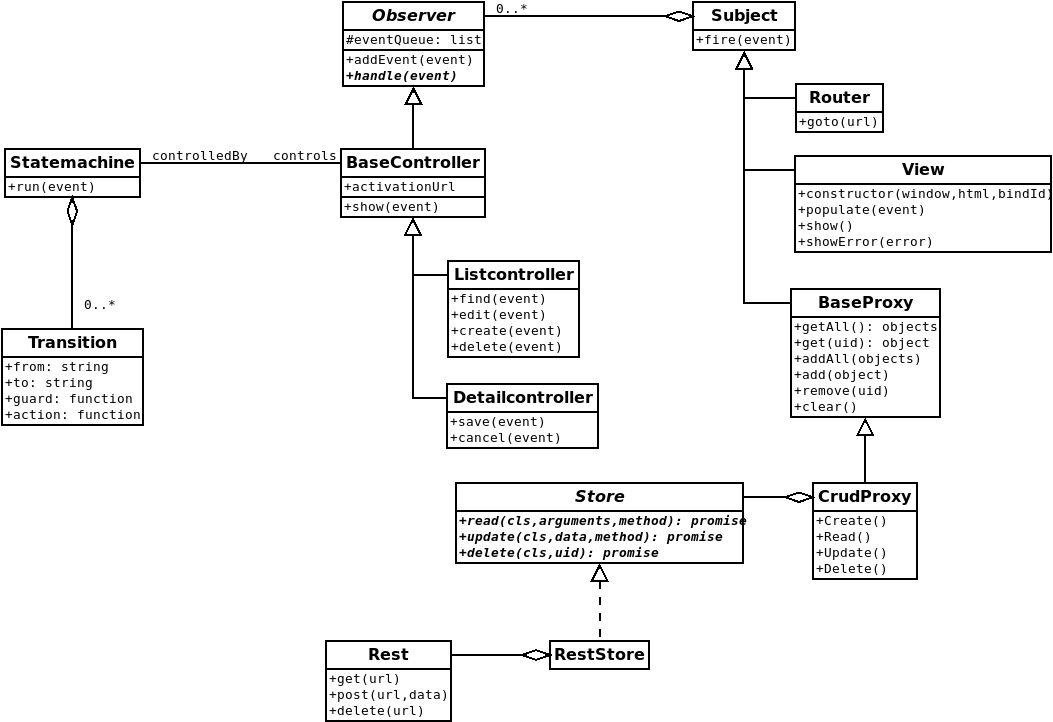 Observer
#eventQueue: list
+addEvent(event)
+handle(event)
0..*
Subject
+fire(event)
Router
+goto(url)
Statemachine
+run(event)
controlledBy
controls
BaseController
+activationUrl
+show(event)
View
+constructor(window,html,bindId)
+populate(event)
+show()
+showError(error)
Listcontroller
+find(event)
+edit(event)
+create(event)
+delete(event)
0..*
Transition
+from: string
+to: string
+guard: function
+action: function
BaseProxy
+getAll(): objects
+get(uid): object
+addAll(objects)
+add(object)
+remove(uid)
+clear()
Detailcontroller
+save(event)
+cancel(event)
Store
+read(cls,arguments,method): promise
+update(cls,data,method): promise
+delete(cls,uid): promise
CrudProxy
+Create()
+Read()
+Update()
+Delete()
Rest
+get(url)
+post(url,data)
+delete(url)
RestStore